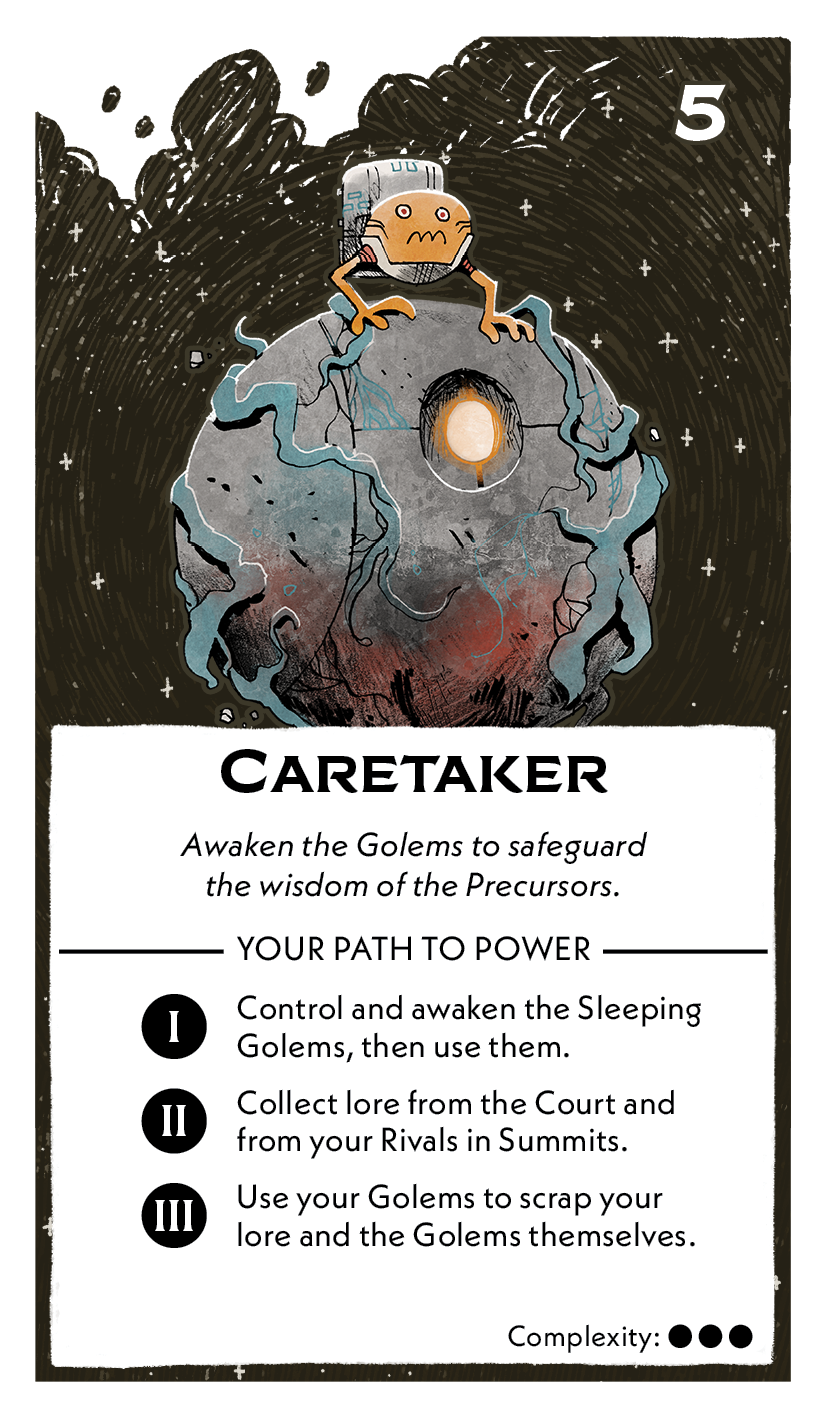 5
CARETAKER
Awaken the Golems to safeguard
the wisdom of the Precursors.
YOUR PATH TO POWER
I
Control and awaken the Sleeping
Golems, then use them.
II
Collect lore from the Court and
from your Rivals in Summits.
III
Use your Golems to scrap your
lore and the Golems themselves.
Complexity: ●●●